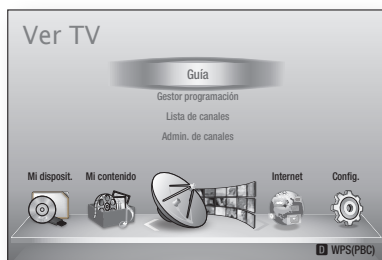 Ver TV
Guía
Gestor programación
Lista de canales
Admin. de canales
Mi disposit. Mi contenido Internet Config.
D WPS(PBC)